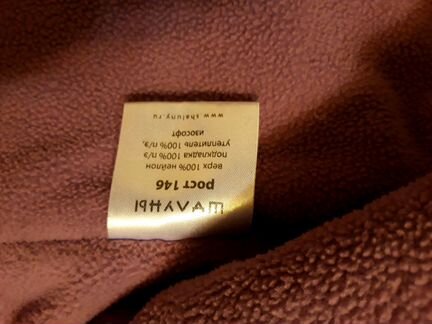 ШАЛУНЫ
рост 146
верх 100% нейлон
подкладка 100% п/э
утеплитель 100% п/э,
изософт
www.shaluny.ru